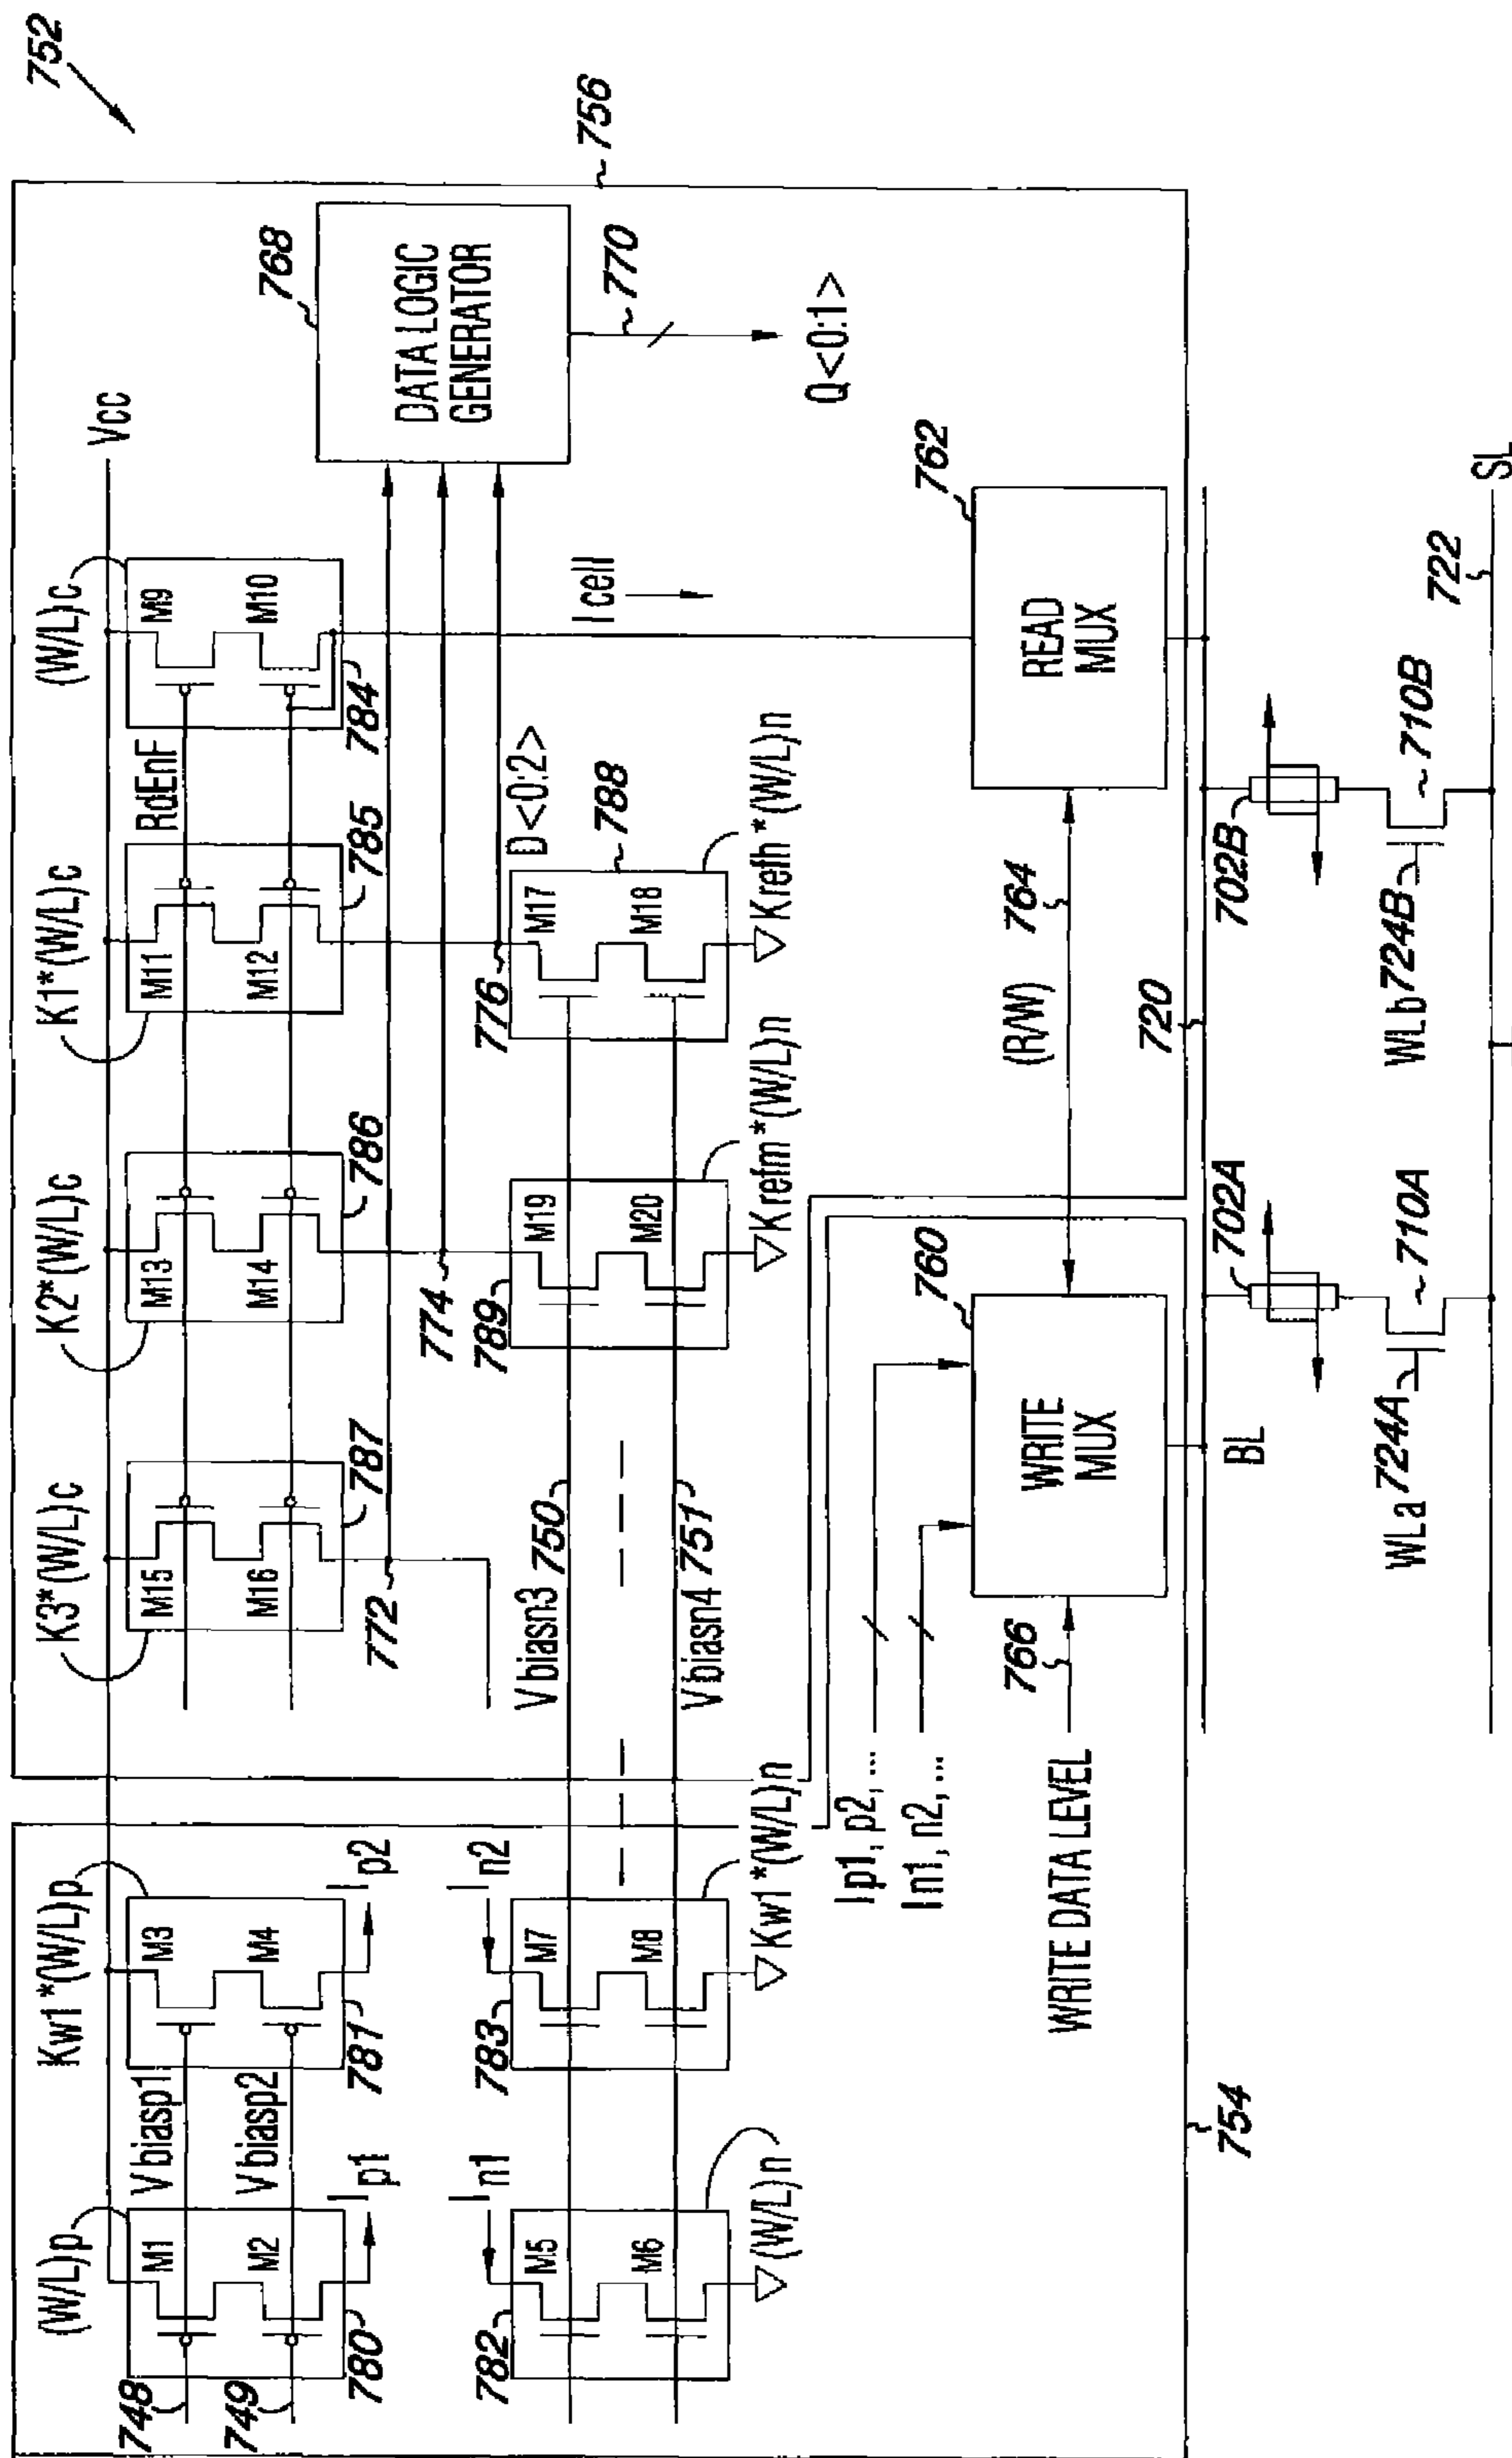 752
756
754
(W/L)p
Kw1*(W/L)p
K3*(W/L)c
K2*(W/L)c
K1*(W/L)c
(W/L)c
Vcc
748
749
M1
M2
780
Vbiasp1
Vbiasp2
M3
M4
781
Ip1
Ip2
M15
M16
787
M13
M14
786
M11
M12
785
RdEnF
M9
M10
784
768
DATA LOGIC
GENERATOR
770
Q<0:1>
772
774
776
D<0:2>
Icell
In1
In2
782
M5
M6
(W/L)n
783
M7
M8
Kw1*(W/L)n
Vbiasn3
750
Vbiasn4
751
789
M19
M20
Krefm*(W/L)n
M17
M18
788
Krefh*(W/L)n
Ip1, p2, ...
In1, n2, ...
WRITE DATA LEVEL
766
760
WRITE
MUX
(R/W)
764
762
READ
MUX
BL
720
702A
702B
WLa
724A
710A
WLb
724B
710B
722
SL